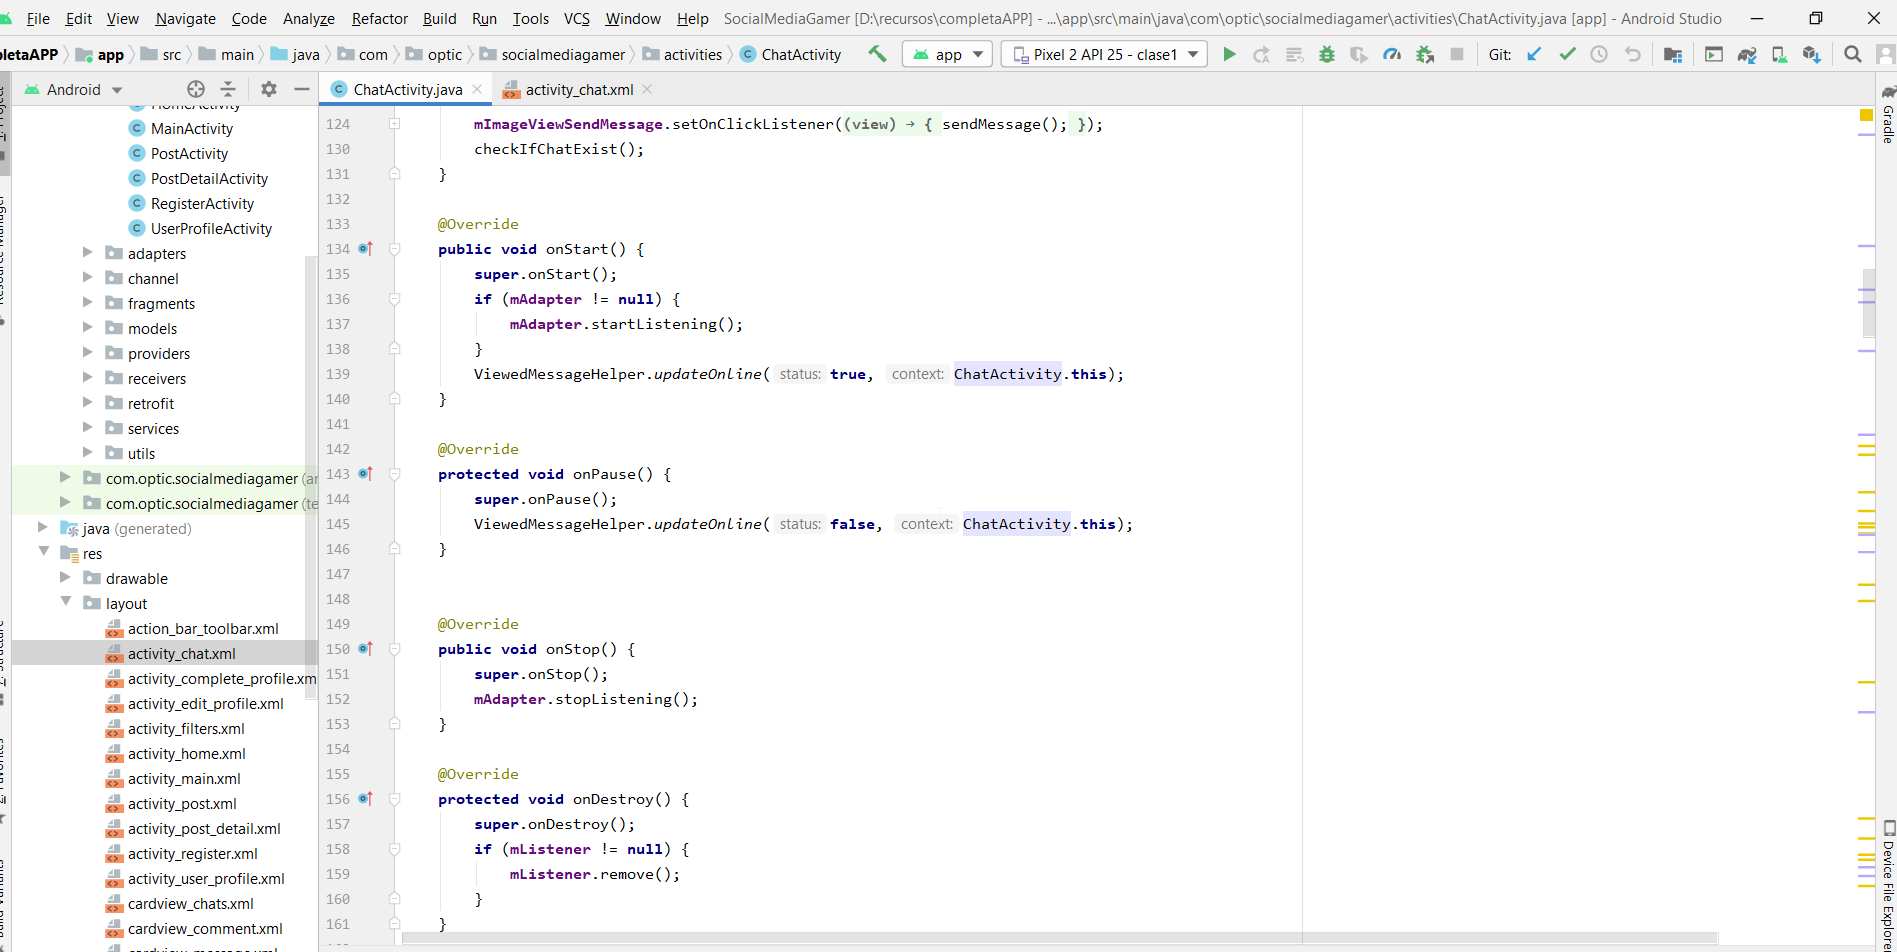 File Edit View Navigate Code Analyze Refactor Build Run Tools VCS Window Help SocialMediaGamer [D:\recursos\completaAPP] - ...\app\src\main\java\com\optic\socialmediagamer\activities\ChatActivity.java [app] - Android Studio
pletaAPP app src main java com optic socialmediagamer activities ChatActivity app Pixel 2 API 25 - clase1 Git:
Android
ChatActivity.java
activity_chat.xml
HomeActivity
MainActivity
PostActivity
PostDetailActivity
RegisterActivity
UserProfileActivity
adapters
channel
fragments
models
providers
receivers
retrofit
services
utils
com.optic.socialmediagamer (ar
com.optic.socialmediagamer (te
java (generated)
res
drawable
layout
action_bar_toolbar.xml
activity_chat.xml
activity_complete_profile.xm
activity_edit_profile.xml
activity_filters.xml
activity_home.xml
activity_main.xml
activity_post.xml
activity_post_detail.xml
activity_register.xml
activity_user_profile.xml
cardview_chats.xml
cardview_comment.xml
cardview_message.xml
124 mImageViewSendMessage.setOnClickListener((view) → { sendMessage(); });
130 checkIfChatExist();
131 }
132
133 @Override
134 public void onStart() {
135 super.onStart();
136 if (mAdapter != null) {
137 mAdapter.startListening();
138 }
139 ViewedMessageHelper.updateOnline( status: true, context: ChatActivity.this);
140 }
141
142 @Override
143 protected void onPause() {
144 super.onPause();
145 ViewedMessageHelper.updateOnline( status: false, context: ChatActivity.this);
146 }
147
148
149 @Override
150 public void onStop() {
151 super.onStop();
152 mAdapter.stopListening();
153 }
154
155 @Override
156 protected void onDestroy() {
157 super.onDestroy();
158 if (mListener != null) {
159 mListener.remove();
160 }
161 }
Gradle
Device File Explorer